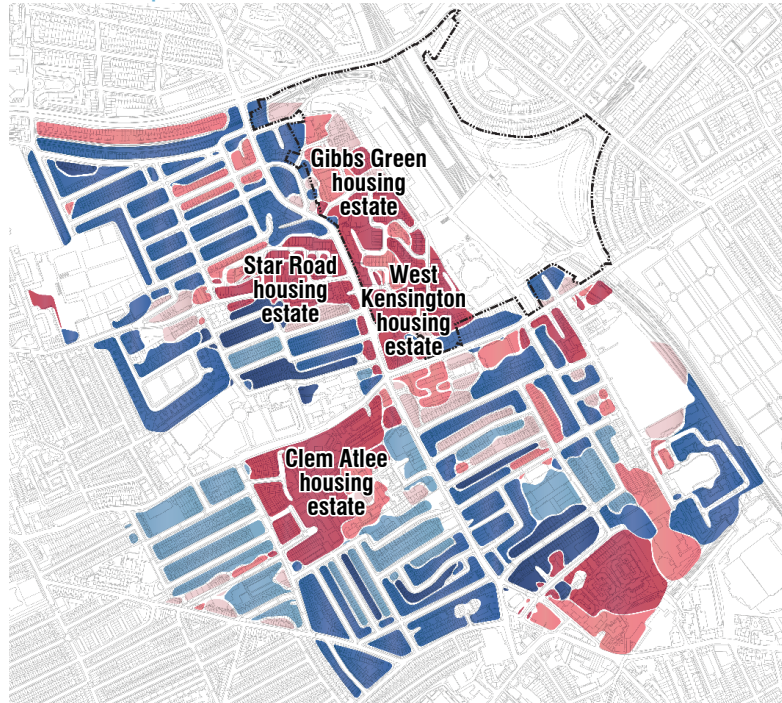 Gibbs Green
housing
estate
Star Road
housing
estate
West
Kensington
housing
estate
Clem Atlee
housing
estate